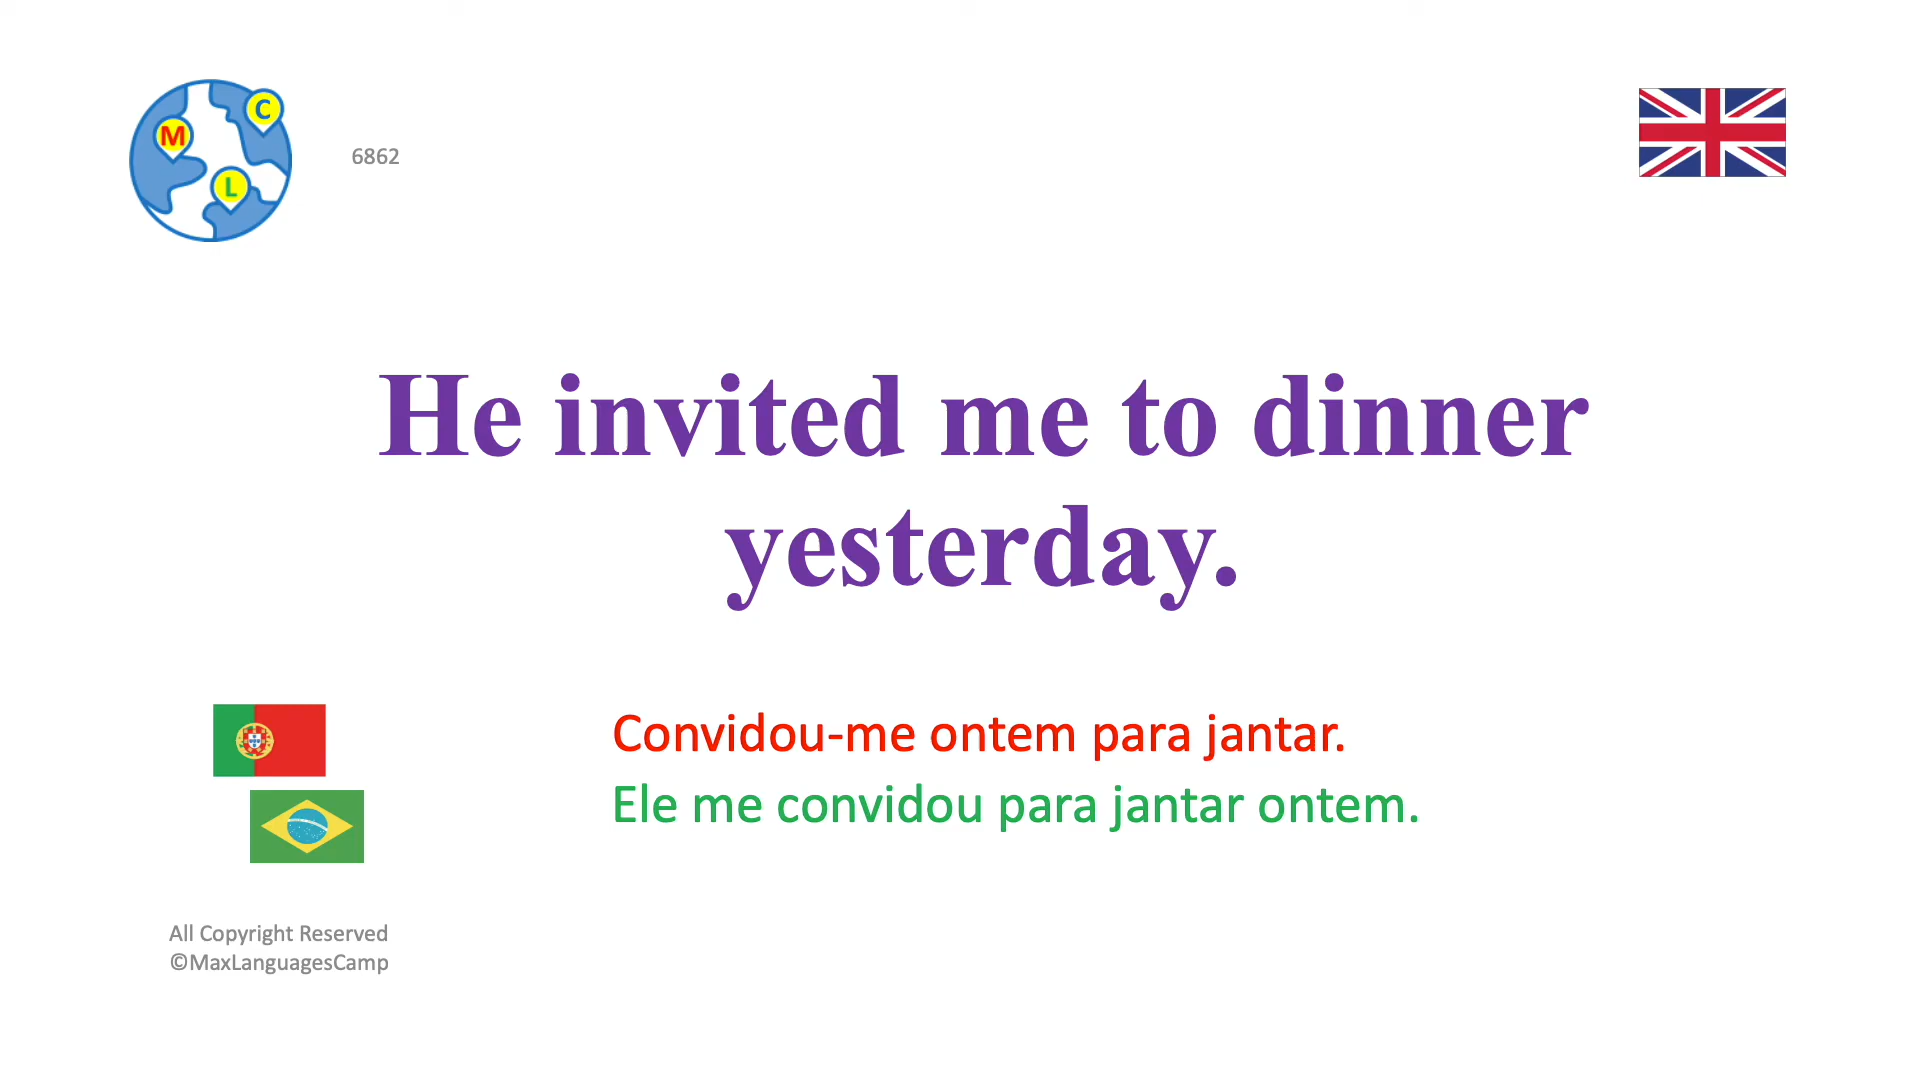 C
M
L
6862
He invited me to dinner
yesterday.
Convidou-me ontem para jantar.
Ele me convidou para jantar ontem.
All Copyright Reserved
©MaxLanguagesCamp